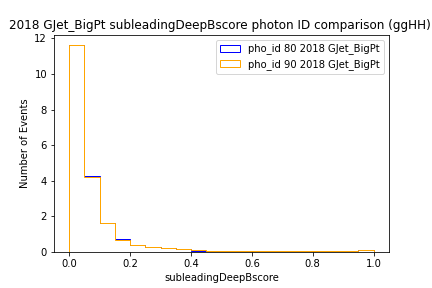 2018 GJet_BigPt subleadingDeepBscore photon ID comparison (ggHH)
12
10
8
6
4
2
0
Number of Events
pho_id 80 2018 GJet_BigPt
pho_id 90 2018 GJet_BigPt
0.0 0.2 0.4 0.6 0.8 1.0
subleadingDeepBscore